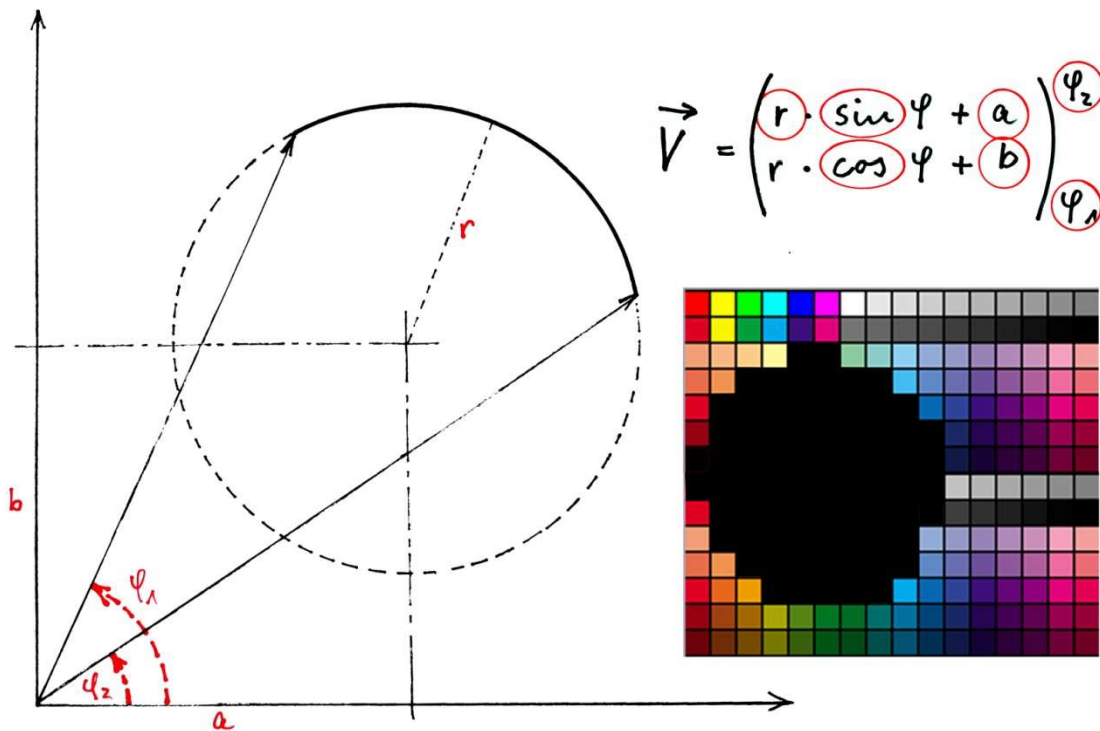 V = ( r · sin φ + a ) φ2
r · cos φ + b φ1
r
b
φ1
φ2
a